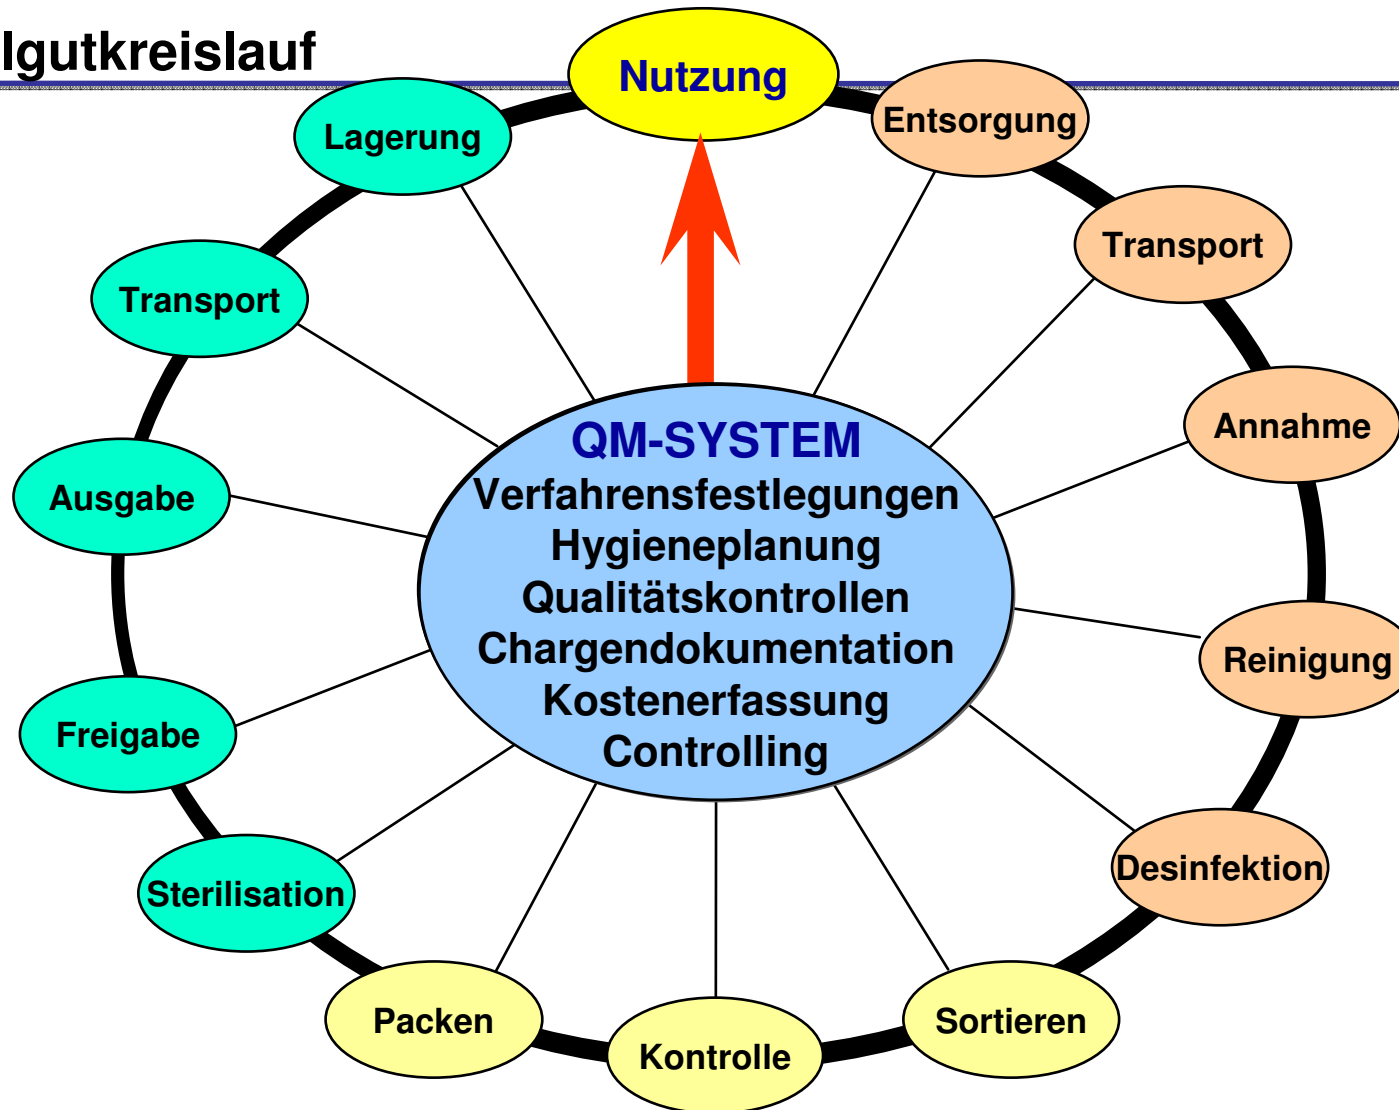 lgutkreislauf
Nutzung
Entsorgung
Transport
Annahme
Reinigung
Desinfektion
Sortieren
Kontrolle
Packen
Sterilisation
Freigabe
Ausgabe
Transport
Lagerung
QM-SYSTEM
Verfahrensfestlegungen
Hygieneplanung
Qualitätskontrollen
Chargendokumentation
Kostenerfassung
Controlling